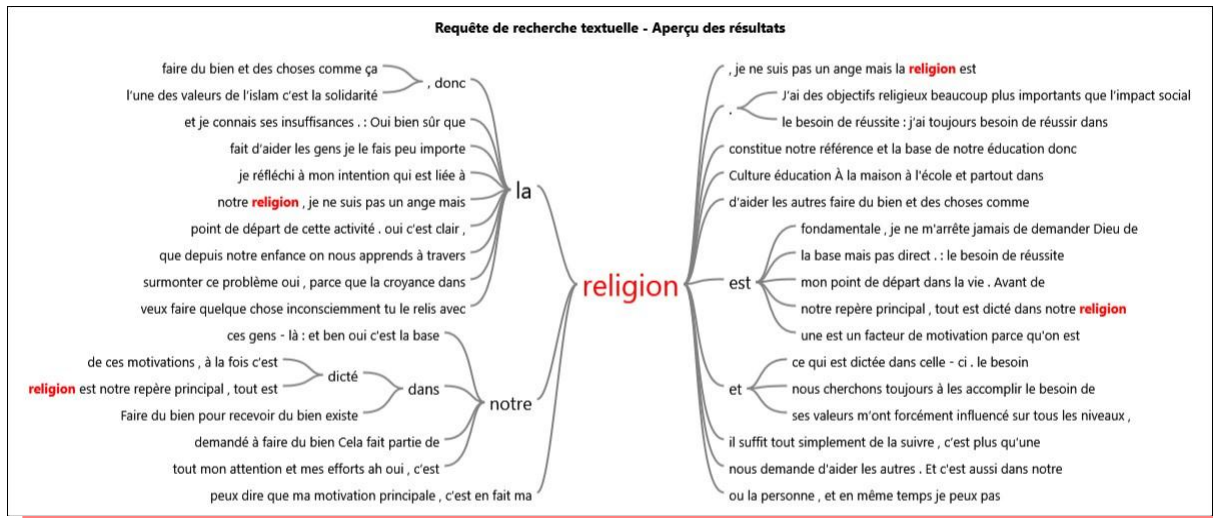 Requête de recherche textuelle - Aperçu des résultats
faire du bien et des choses comme ça
l'une des valeurs de l'islam c'est la solidarité
, donc
et je connais ses insuffisances . : Oui bien sûr que
fait d'aider les gens je le fais peu importe
je réfléchi à mon intention qui est liée à
notre religion , je ne suis pas un ange mais
point de départ de cette activité . oui c'est clair ,
que depuis notre enfance on nous apprends à travers
surmonter ce problème oui , parce que la croyance dans
veux faire quelque chose inconsciemment tu le relis avec
la
ces gens - là : et ben oui c'est la base
de ces motivations , à la fois c'est
religion est notre repère principal , tout est
dicté
Faire du bien pour recevoir du bien existe
dans
demandé à faire du bien Cela fait partie de
tout mon attention et mes efforts ah oui , c'est
notre
peux dire que ma motivation principale , c'est en fait ma
religion
, je ne suis pas un ange mais la religion est
.
J'ai des objectifs religieux beaucoup plus importants que l'impact social
le besoin de réussite : j'ai toujours besoin de réussir dans
constitue notre référence et la base de notre éducation donc
Culture éducation À la maison à l'école et partout dans
d'aider les autres faire du bien et des choses comme
est
fondamentale , je ne m'arrête jamais de demander Dieu de
la base mais pas direct . : le besoin de réussite
mon point de départ dans la vie . Avant de
notre repère principal , tout est dicté dans notre religion
une est un facteur de motivation parce qu'on est
et
ce qui est dictée dans celle - ci . le besoin
nous cherchons toujours à les accomplir le besoin de
ses valeurs m'ont forcément influencé sur tous les niveaux ,
il suffit tout simplement de la suivre , c'est plus qu'une
nous demande d'aider les autres . Et c'est aussi dans notre
ou la personne , et en même temps je peux pas